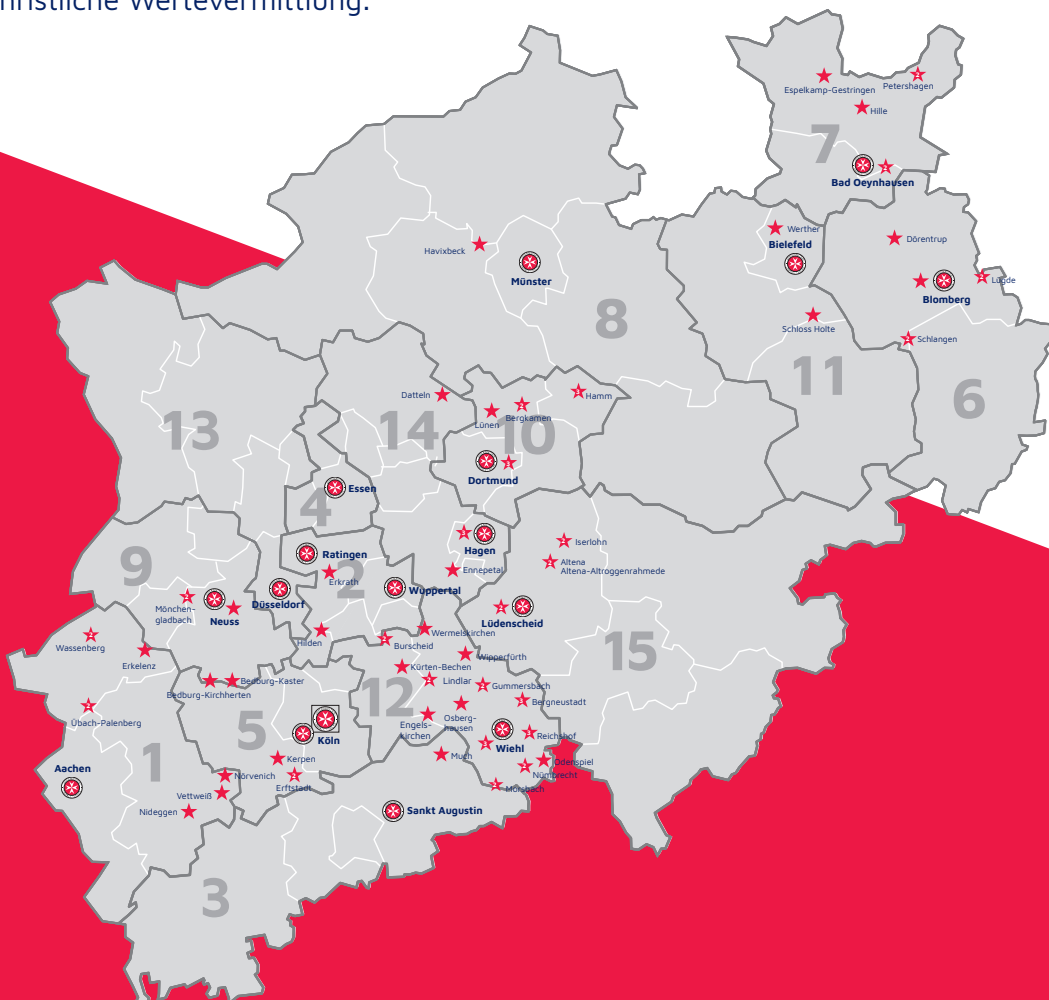 hristliche Wertevermittlung.
Espelkamp-Gestringen
Petershagen
Hille
7
Bad Oeynhausen
Werther
Bielefeld
Dörentrup
Havixbeck
Münster
Lügde
Blomberg
8
Schloss Holte
Schlangen
11
6
Datteln
Hamm
Lünen
Bergkamen
13
14
10
Dortmund
Essen
4
Hagen
Iserlohn
Ratingen
Altena
Altena-Altroggenrahmede
9
Erkrath
2
Ennepetal
Wuppertal
Mönchen-
gladbach
Neuss
Düsseldorf
Lüdenscheid
Wassenberg
Hilden
Wermelskirchen
Burscheid
15
Erkelenz
Wipperfürth
Kürten-Bechen
Bedburg-Kaster
Bedburg-Kirchherten
12
Lindlar
Gummersbach
Bergneustadt
Übach-Palenberg
5
Engels-
kirchen
Osberg-
hausen
Köln
Reichshof
Wiehl
1
Much
Kerpen
Odenspiel
Aachen
Nörvenich
Nümbrecht
Erftstadt
Vettweiß
Morsbach
Nideggen
Sankt Augustin
3